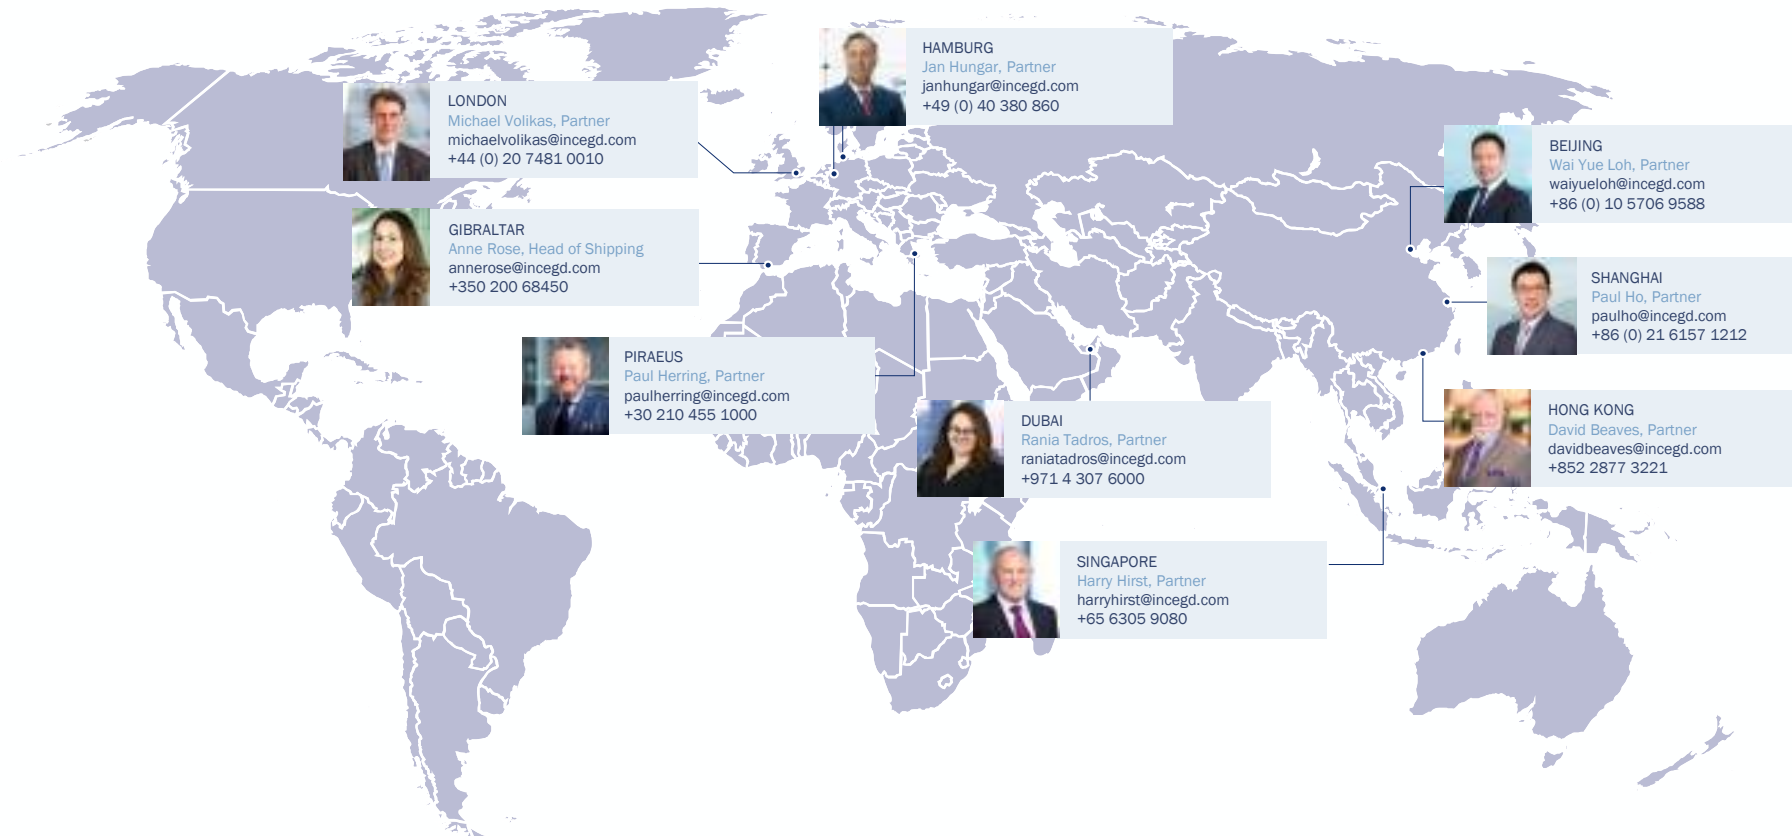 HAMBURG
Jan Hungar, Partner
janhungar@incegd.com
+49 (0) 40 380 860
LONDON
Michael Volikas, Partner
michaelvolikas@incegd.com
+44 (0) 20 7481 0010
BEIJING
Wai Yue Loh, Partner
waiyueloh@incegd.com
+86 (0) 10 5706 9588
GIBRALTAR
Anne Rose, Head of Shipping
annerose@incegd.com
+350 200 68450
SHANGHAI
Paul Ho, Partner
paulho@incegd.com
+86 (0) 21 6157 1212
PIRAEUS
Paul Herring, Partner
paulherring@incegd.com
+30 210 455 1000
DUBAI
Rania Tadros, Partner
raniatadros@incegd.com
+971 4 307 6000
HONG KONG
David Beaves, Partner
davidbeaves@incegd.com
+852 2877 3221
SINGAPORE
Harry Hirst, Partner
harryhirst@incegd.com
+65 6305 9080